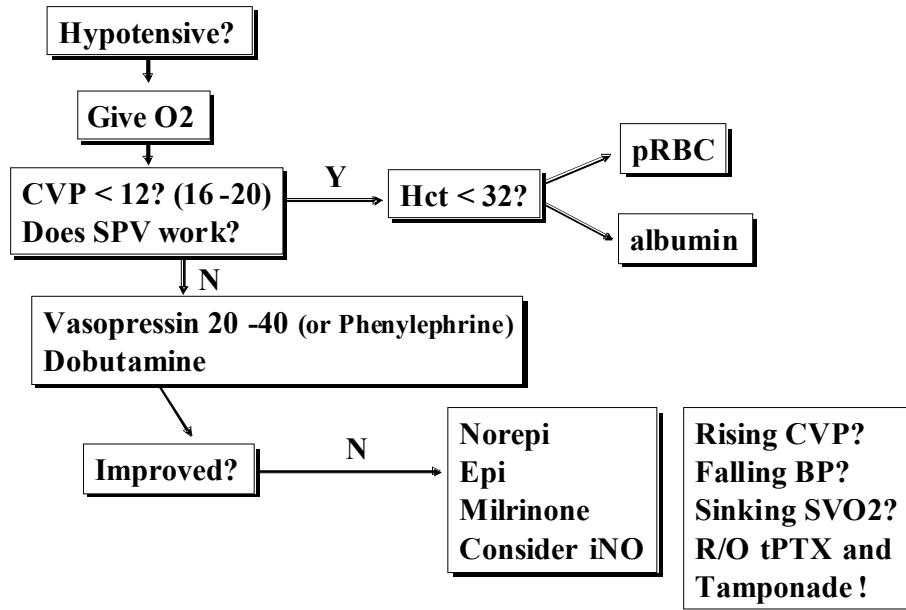 Hypotensive?
Give O2
CVP < 12? (16 -20)
Does SPV work?
Y
Hct < 32?
pRBC
albumin
N
Vasopressin 20 -40 (or Phenylephrine)
Dobutamine
Improved?
N
Norepi
Epi
Milrinone
Consider iNO
Rising CVP?
Falling BP?
Sinking SVO2?
R/O tPTX and
Tamponade !